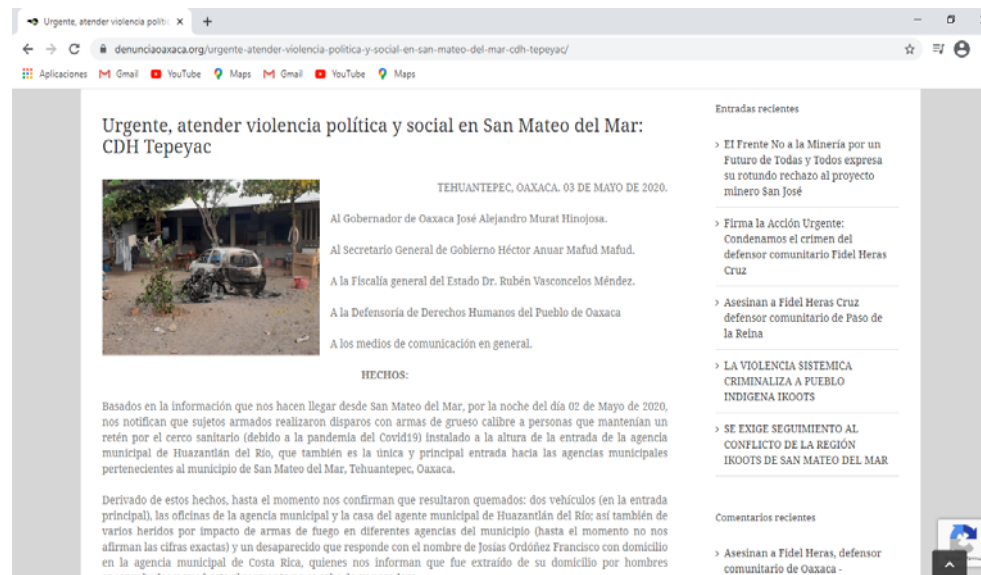 Urgente, atender violencia polític
denunciaoaxaca.org/urgente-atender-violencia-politica-y-social-en-san-mateo-del-mar-cdh-tepeyac/
Aplicaciones Gmail YouTube Maps Gmail YouTube Maps
Urgente, atender violencia política y social en San Mateo del Mar:
CDH Tepeyac
TEHUANTEPEC, OAXACA. 03 DE MAYO DE 2020.
Al Gobernador de Oaxaca José Alejandro Murat Hinojosa.
Al Secretario General de Gobierno Héctor Anuar Mafud Mafud.
A la Fiscalía general del Estado Dr. Rubén Vasconcelos Méndez.
A la Defensoría de Derechos Humanos del Pueblo de Oaxaca
A los medios de comunicación en general.
HECHOS:
Basados en la información que nos hacen llegar desde San Mateo del Mar, por la noche del día 02 de Mayo de 2020,
nos notifican que sujetos armados realizaron disparos con armas de grueso calibre a personas que mantenían un
retén por el cerco sanitario (debido a la pandemia del Covid19) instalado a la altura de la entrada de la agencia
municipal de Huazantlán del Río, que también es la única y principal entrada hacia las agencias municipales
pertenecientes al municipio de San Mateo del Mar, Tehuantepec, Oaxaca.
Derivado de estos hechos, hasta el momento nos confirman que resultaron quemados: dos vehículos (en la entrada
principal), las oficinas de la agencia municipal y la casa del agente municipal de Huazantlán del Río; así también de
varios heridos por impacto de armas de fuego en diferentes agencias del municipio (hasta el momento no nos
afirman las cifras exactas) y un desaparecido que responde con el nombre de Josías Ordóñez Francisco con domicilio
en la agencia municipal de Costa Rica, quienes nos informan que fue extraído de su domicilio por hombres
Entradas recientes
> El Frente No a la Minería por un
Futuro de Todas y Todos expresa
su rotundo rechazo al proyecto
minero San José
> Firma la Acción Urgente:
Condenamos el crimen del
defensor comunitario Fidel Heras
Cruz
> Asesinan a Fidel Heras Cruz
defensor comunitario de Paso de
la Reina
> LA VIOLENCIA SISTEMICA
CRIMINALIZA A PUEBLO
INDIGENA IKOOTS
> SE EXIGE SEGUIMIENTO AL
CONFLICTO DE LA REGIÓN
IKOOTS DE SAN MATEO DEL MAR
Comentarios recientes
> Asesinan a Fidel Heras, defensor
comunitario de Oaxaca -